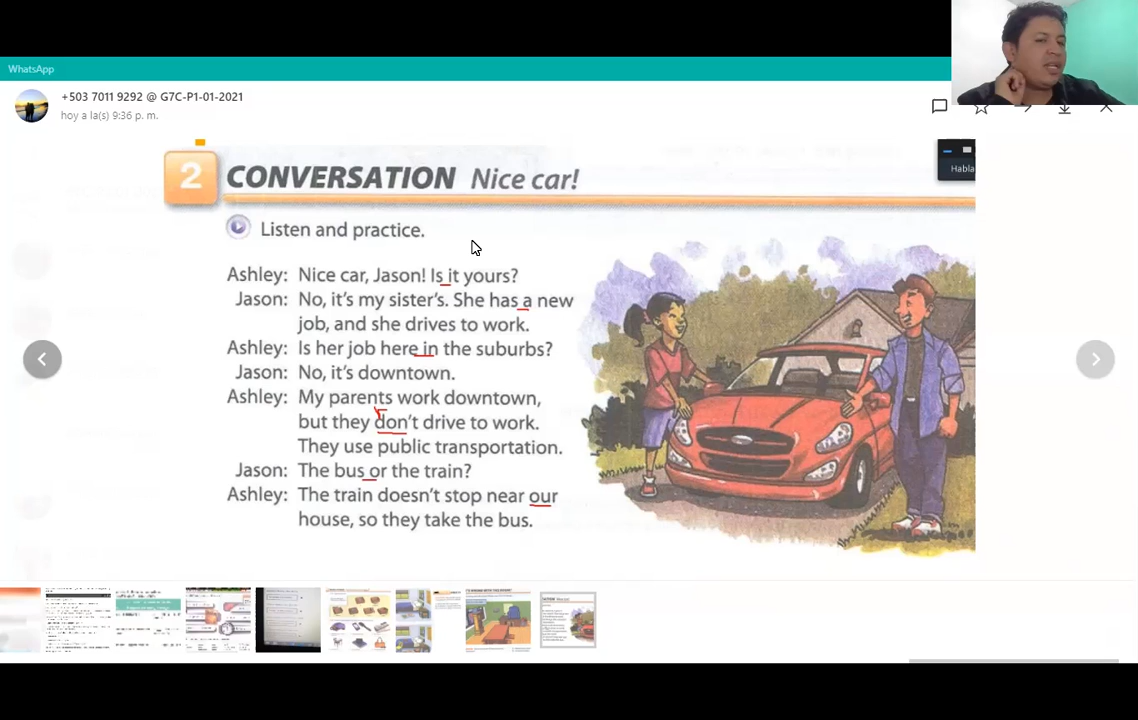 WhatsApp
+503 7011 9292 @ G7C-P1-01-2021
hoy a la(s) 9:36 p. m.
Habla
2 CONVERSATION Nice car!
Listen and practice.
Ashley: Nice car, Jason! Is it yours?
Jason: No, it's my sister's. She has a new
job, and she drives to work.
Ashley: Is her job here in the suburbs?
Jason: No, it's downtown.
Ashley: My parents work downtown,
but they don't drive to work.
They use public transportation.
Jason: The bus or the train?
Ashley: The train doesn't stop near our
house, so they take the bus.